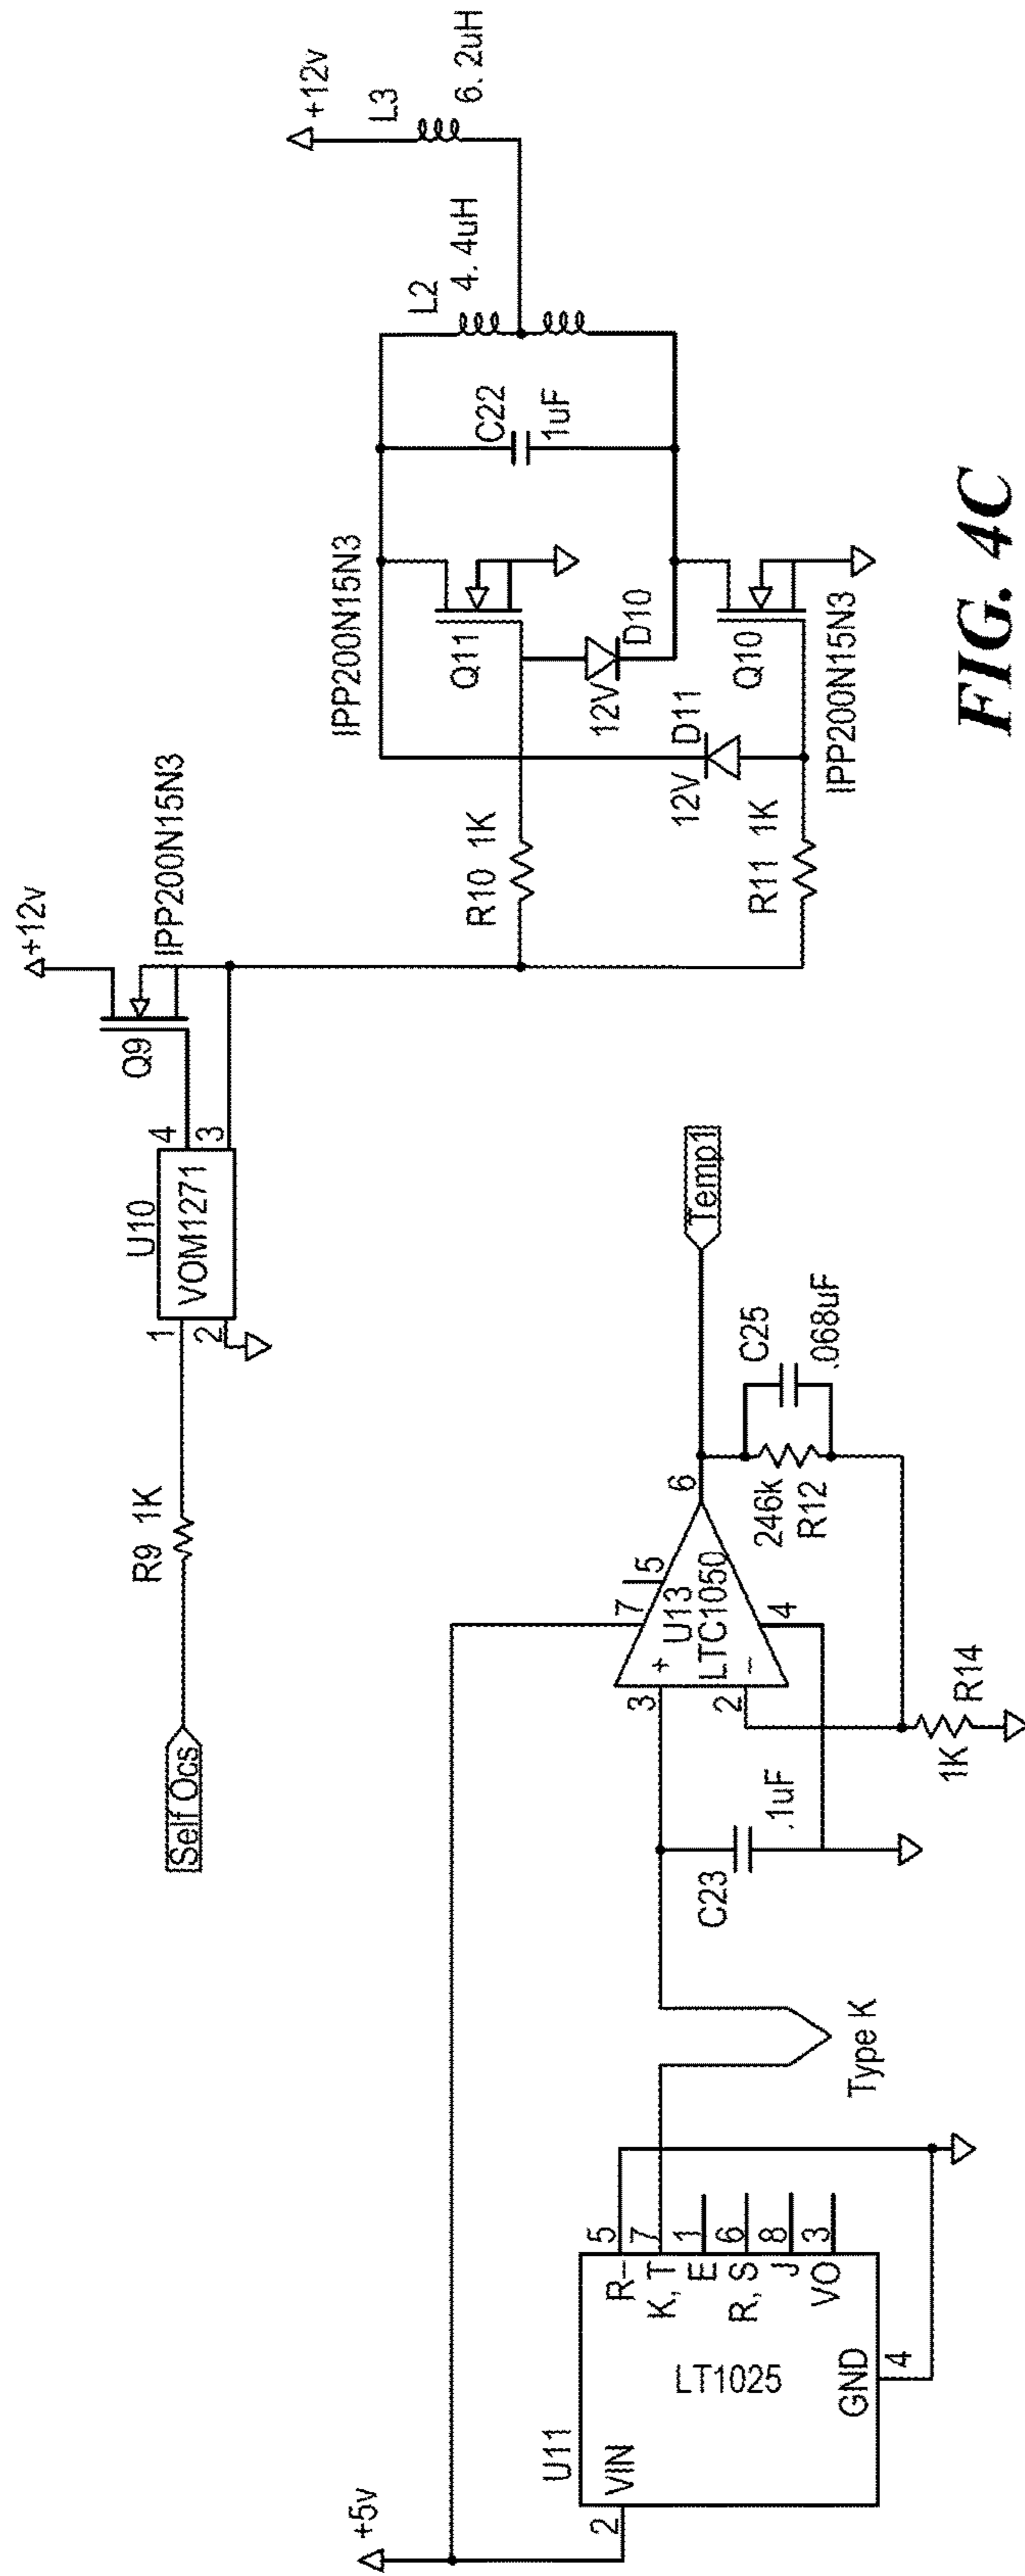 +12v
Q9
IPP200N15N3
U10
VOM1271
1
2
4
3
R9 1K
Self Ocs
+12v
L3
6.2uH
L2
4.4uH
C22
1uF
IPP200N15N3
Q11
D10
12V
R10 1K
D11
12V
R11 1K
Q10
IPP200N15N3
+5v
U11
2
VIN
LT1025
GND
4
R-
5
K, T
7
E
1
R, S
6
J
8
VO
3
Type K
C23
.1uF
3
+
2
-
7
5
U13
LTC1050
4
6
Temp1
246k
R12
C25
.068uF
1K
R14
FIG. 4C